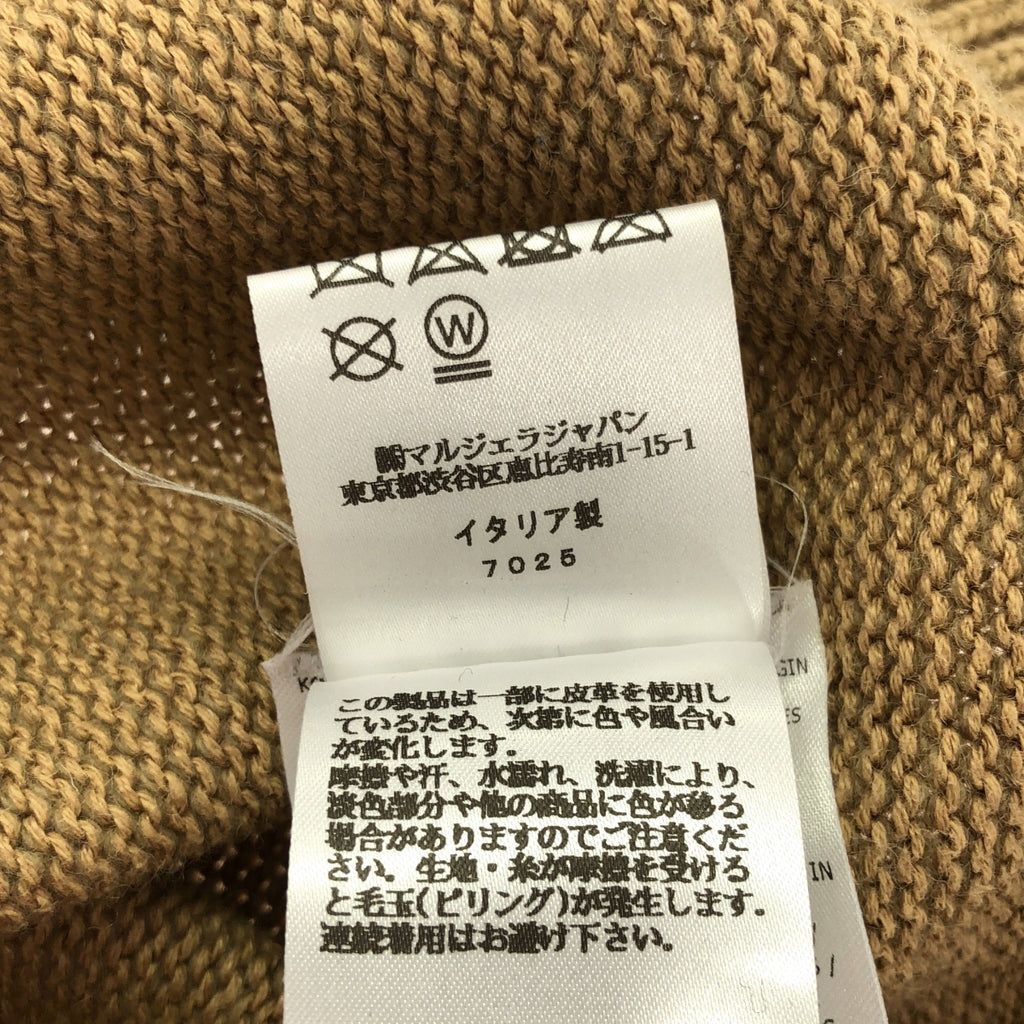 W
㈱マルジェラジャパン
東京都渋谷区恵比寿南1-15-1
イタリア製
7025
GIN
ES
この製品は一部に皮革を使用し
ているため、次第に色や風合い
が変化します。
摩擦や汗、水濡れ、洗濯により、
淡色部分や他の商品に色が移る
場合がありますのでご注意くだ
さい。生地・糸が摩擦を受ける
と毛玉(ピリング)が発生します。
連続着用はお避け下さい。
IN